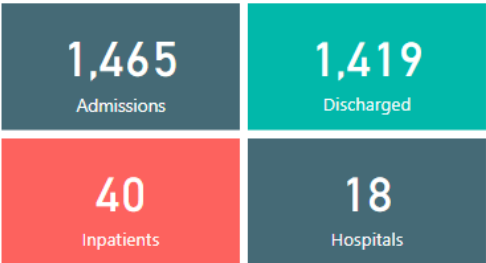 1,465
Admissions
1,419
Discharged
40
Inpatients
18
Hospitals